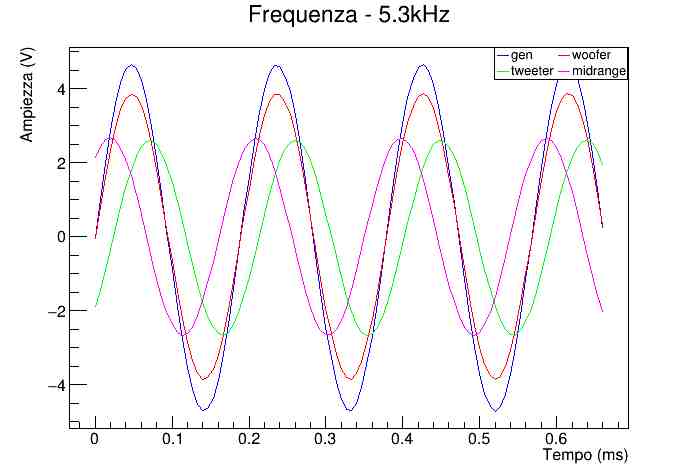 Frequenza - 5.3kHz
Ampiezza (V)
gen woofer
tweeter midrange
4
2
0
−2
−4
0 0.1 0.2 0.3 0.4 0.5 0.6
Tempo (ms)